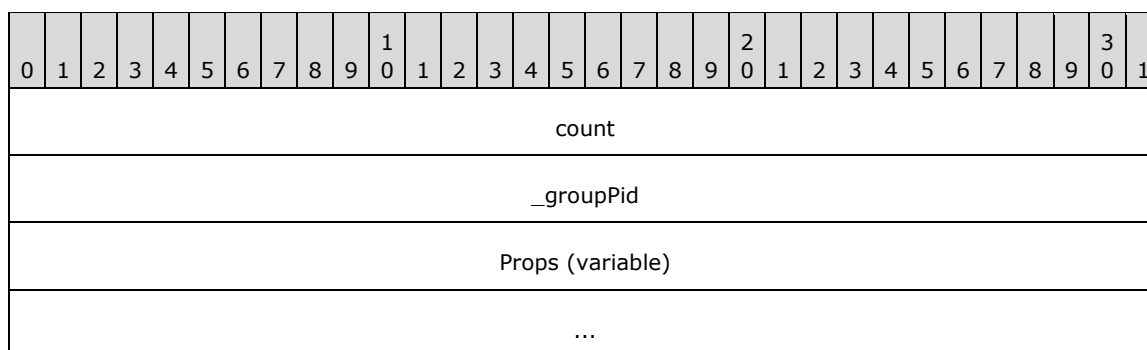 1 2 3
0 1 2 3 4 5 6 7 8 9 0 1 2 3 4 5 6 7 8 9 0 1 2 3 4 5 6 7 8 9 0 1
count
_groupPid
Props (variable)
...